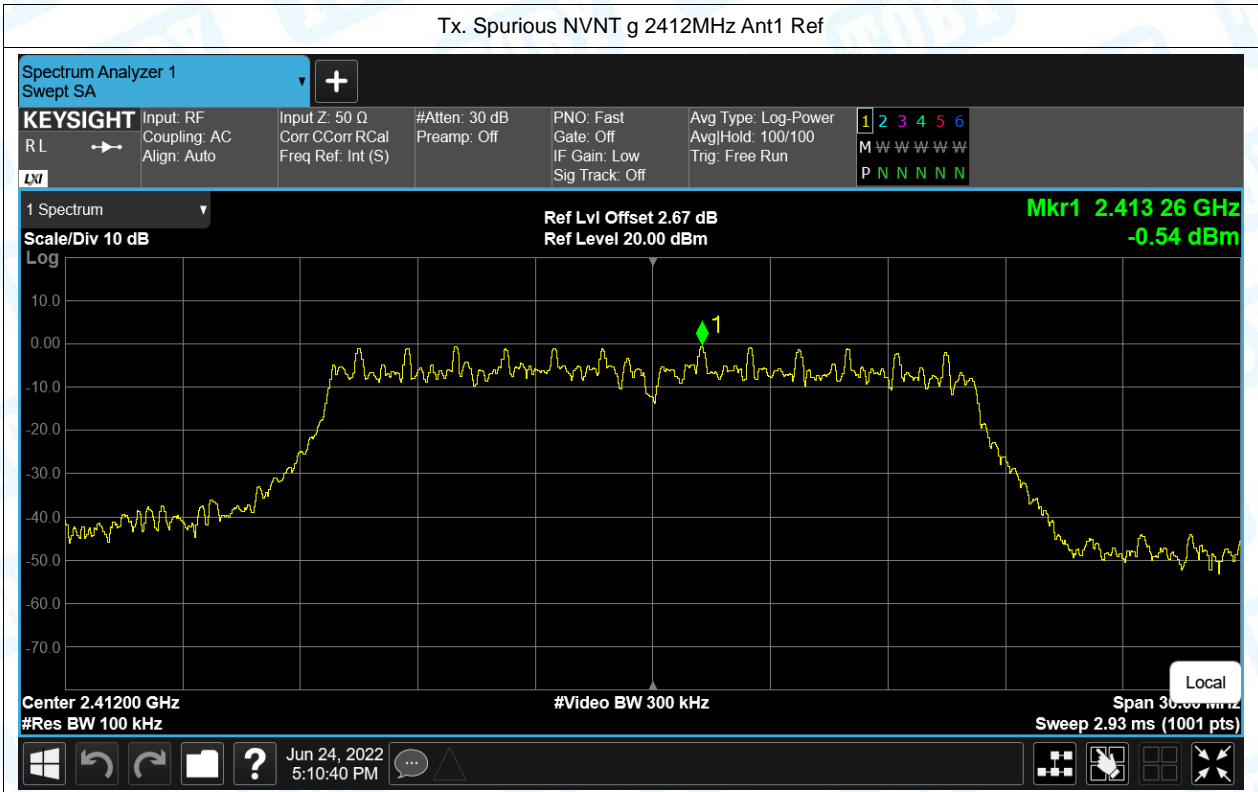 Tx. Spurious NVNT g 2412MHz Ant1 Ref
Spectrum Analyzer 1
Swept SA
KEYSIGHT
R L
LXI
Input: RF
Coupling: AC
Align: Auto
Input Z: 50 Ω
Corr CCorr RCal
Freq Ref: Int (S)
#Atten: 30 dB
Preamp: Off
PNO: Fast
Gate: Off
IF Gain: Low
Sig Track: Off
Avg Type: Log-Power
Avg|Hold: 100/100
Trig: Free Run
1 2 3 4 5 6
M W W W W W
P N N N N N
1 Spectrum
Scale/Div 10 dB
Ref Lvl Offset 2.67 dB
Ref Level 20.00 dBm
Mkr1 2.413 26 GHz
-0.54 dBm
Log
10.0
0.00
-10.0
-20.0
-30.0
-40.0
-50.0
-60.0
-70.0
1
Local
Center 2.41200 GHz
#Video BW 300 kHz
Span 30.00 MHz
#Res BW 100 kHz
Sweep 2.93 ms (1001 pts)
?
Jun 24, 2022
5:10:40 PM